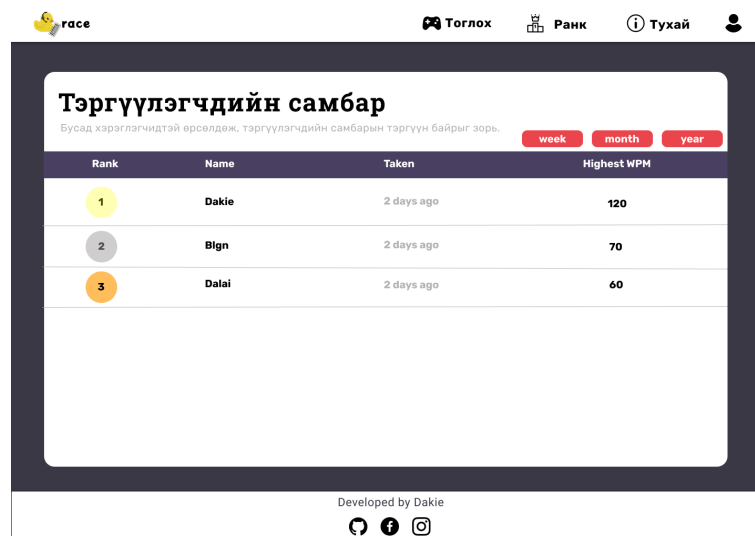 race Тоглох Ранк Тухай
Тэргүүлэгчдийн самбар
Бусад хэрэглэгчидтэй өрсөлдөж, тэргүүлэгчдийн самбарын тэргүүн байрыг зорь.
week month year
Rank Name Taken Highest WPM
1 Dakie 2 days ago 120
2 Blgn 2 days ago 70
3 Dalai 2 days ago 60
Developed by Dakie